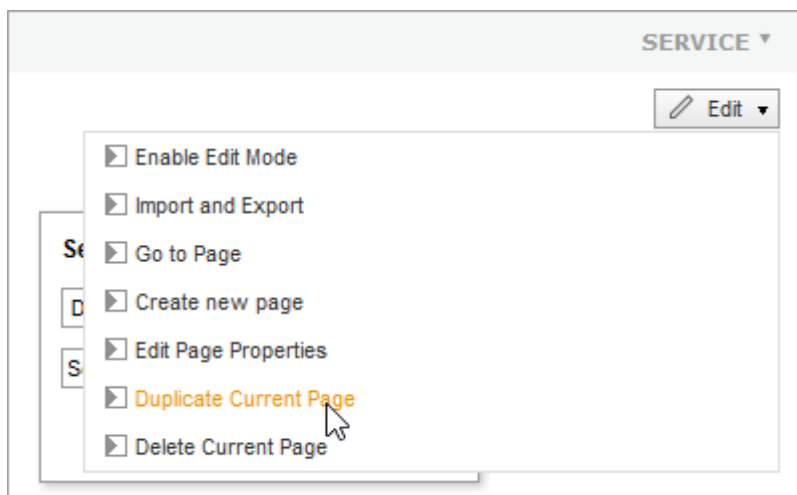 SERVICE
Edit
Enable Edit Mode
Import and Export
Se
Go to Page
D
Create new page
Edit Page Properties
S
Duplicate Current Page
Delete Current Page